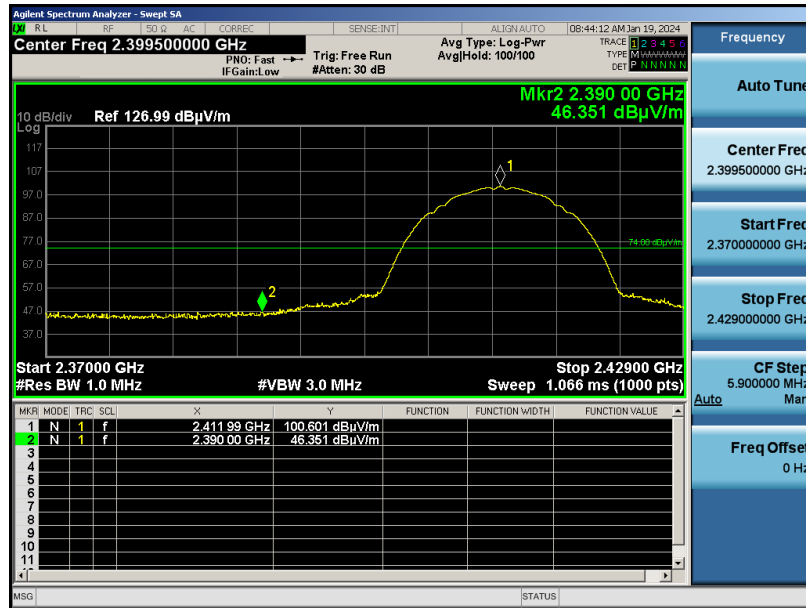 Agilent Spectrum Analyzer - Swept SA
LXI RL RF 50 Ω AC CORREC SENSE:INT ALIGN AUTO 08:44:12 AM Jan 19, 2024
Center Freq 2.399500000 GHz
PNO: Fast
IFGain:Low
Trig: Free Run
#Atten: 30 dB
Avg Type: Log-Pwr
Avg|Hold: 100/100
TRACE 1 2 3 4 5 6
TYPE MWWWWW
DET P N N N N N
Mkr2 2.390 00 GHz
46.351 dBµV/m
10 dB/div Ref 126.99 dBµV/m
Log
117
107
97.0
87.0
77.0
67.0
57.0
47.0
37.0
1
2
74.00 dBµV/m
Start 2.37000 GHz Stop 2.42900 GHz
#Res BW 1.0 MHz #VBW 3.0 MHz Sweep 1.066 ms (1000 pts)
MKR MODE TRC SCL X Y FUNCTION FUNCTION WIDTH FUNCTION VALUE
1 N 1 f 2.411 99 GHz 100.601 dBµV/m
2 N 1 f 2.390 00 GHz 46.351 dBµV/m
3
4
5
6
7
8
9
10
11
MSG STATUS
Frequency
Auto Tune
Center Freq
2.399500000 GHz
Start Freq
2.370000000 GHz
Stop Freq
2.429000000 GHz
CF Step
5.900000 MHz
Auto Man
Freq Offset
0 Hz